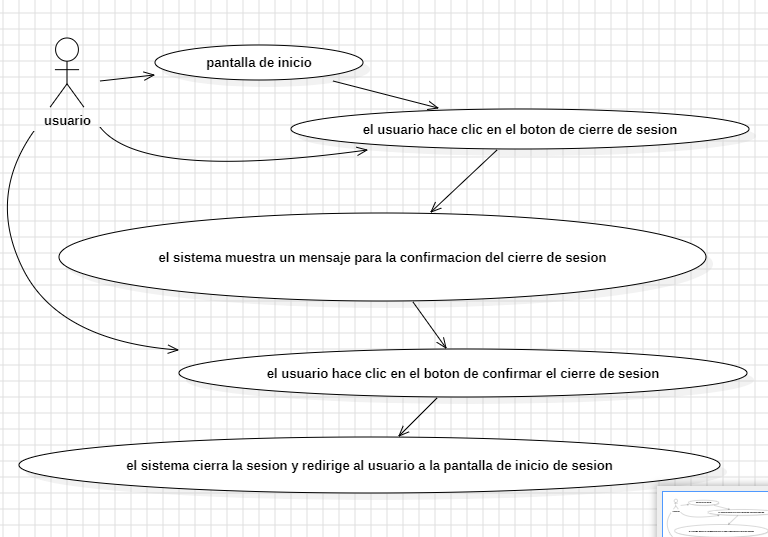 pantalla de inicio
usuario
el usuario hace clic en el boton de cierre de sesion
el sistema muestra un mensaje para la confirmacion del cierre de sesion
el usuario hace clic en el boton de confirmar el cierre de sesion
el sistema cierra la sesion y redirige al usuario a la pantalla de inicio de sesion